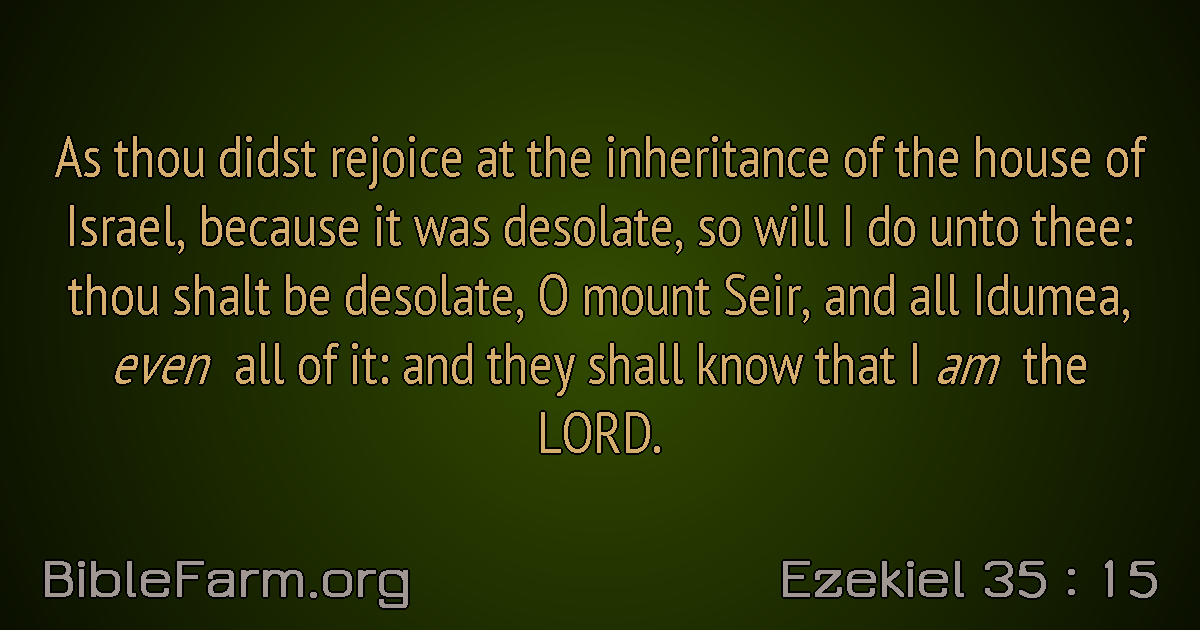 As thou didst rejoice at the inheritance of the house of
Israel, because it was desolate, so will I do unto thee:
thou shalt be desolate, O mount Seir, and all Idumea,
even all of it: and they shall know that I am the
LORD.
BibleFarm.org
Ezekiel 35 : 15